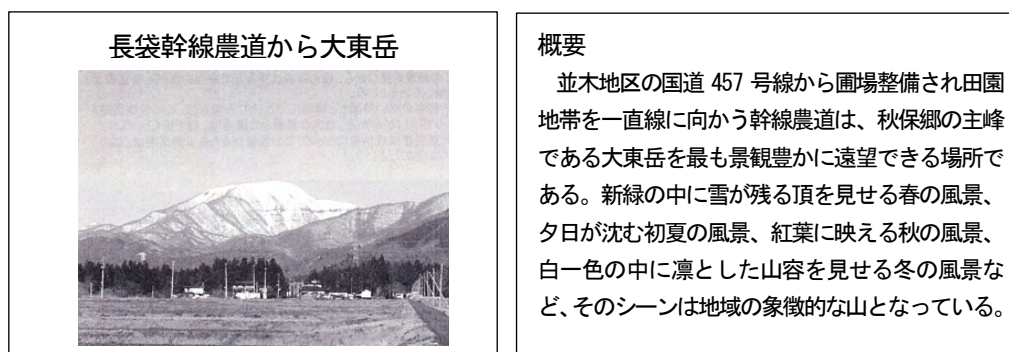 長袋幹線農道から大東岳
概要
並木地区の国道 457 号線から圃場整備され田園
地帯を一直線に向かう幹線農道は、秋保郷の主峰
である大東岳を最も景観豊かに遠望できる場所で
ある。新緑の中に雪が残る頂を見せる春の風景、
夕日が沈む初夏の風景、紅葉に映える秋の風景、
白一色の中に凛とした山容を見せる冬の風景な
ど、そのシーンは地域の象徴的な山となっている。